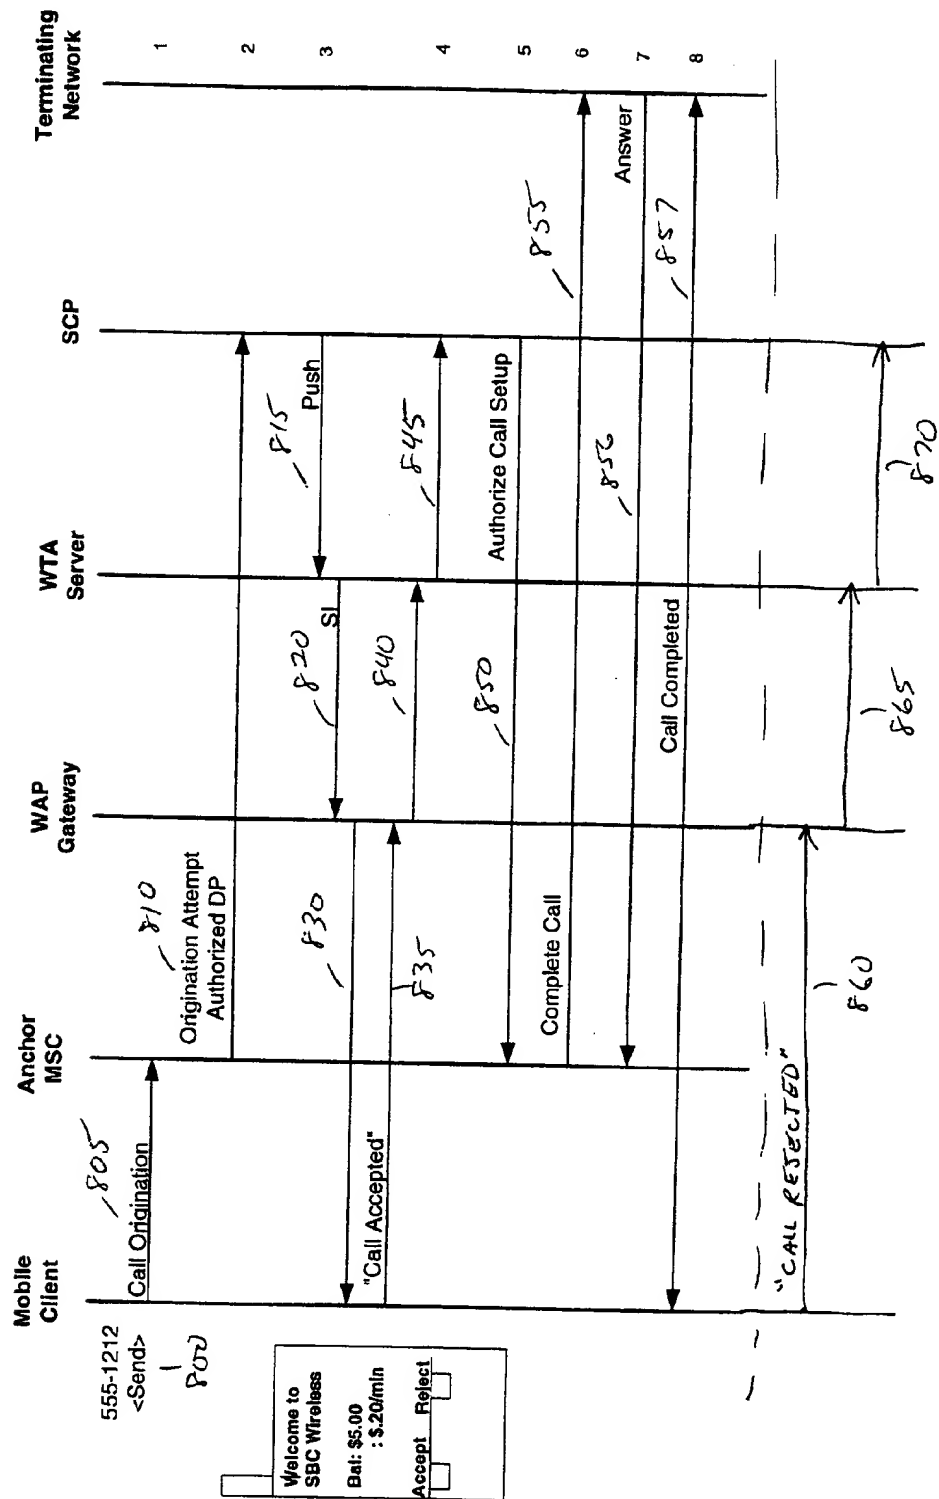 Mobile
Client
Anchor
MSC
WAP
Gateway
WTA
Server
SCP
Terminating
Network
555-1212
<Send>
800
Welcome to
SBC Wireless
Bal: $5.00
: $.20/min
Accept Reject
805
Call Origination
1
810
Origination Attempt
Authorized DP
2
815
Push
3
820
SI
830
"Call Accepted"
835
840
845
4
850
Authorize Call Setup
5
855
Complete Call
6
856
Answer
7
857
Call Completed
8
"CALL REJECTED"
860
865
870